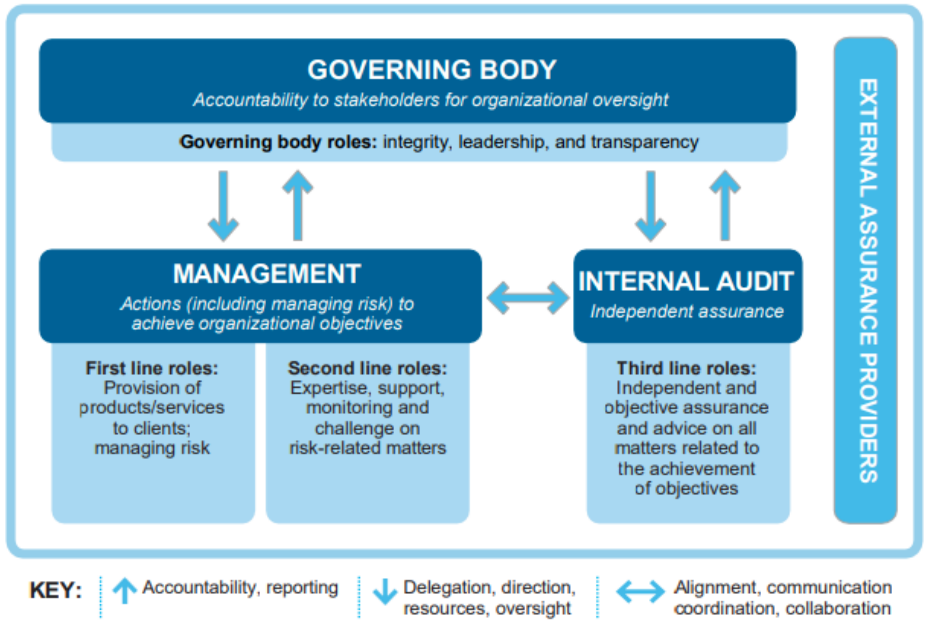 GOVERNING BODY
Accountability to stakeholders for organizational oversight
Governing body roles: integrity, leadership, and transparency
MANAGEMENT
Actions (including managing risk) to
achieve organizational objectives
First line roles:
Provision of
products/services
to clients;
managing risk
Second line roles:
Expertise, support,
monitoring and
challenge on
risk-related matters
INTERNAL AUDIT
Independent assurance
Third line roles:
Independent and
objective assurance
and advice on all
matters related to
the achievement
of objectives
EXTERNAL ASSURANCE PROVIDERS
KEY:
Accountability, reporting
Delegation, direction,
resources, oversight
Alignment, communication
coordination, collaboration